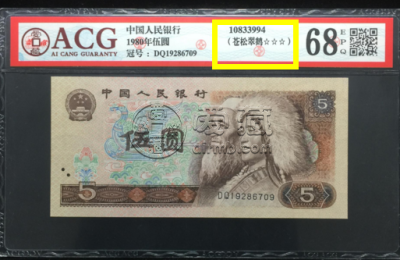 ACG
AI CANG GUARANTY
中国人民银行
1980年伍圆
冠号：DQ19286709
10833994
（苍松翠鹤☆☆☆）
68
EPQ
中国人民银行
5
伍圆
5
5
DQ19286709